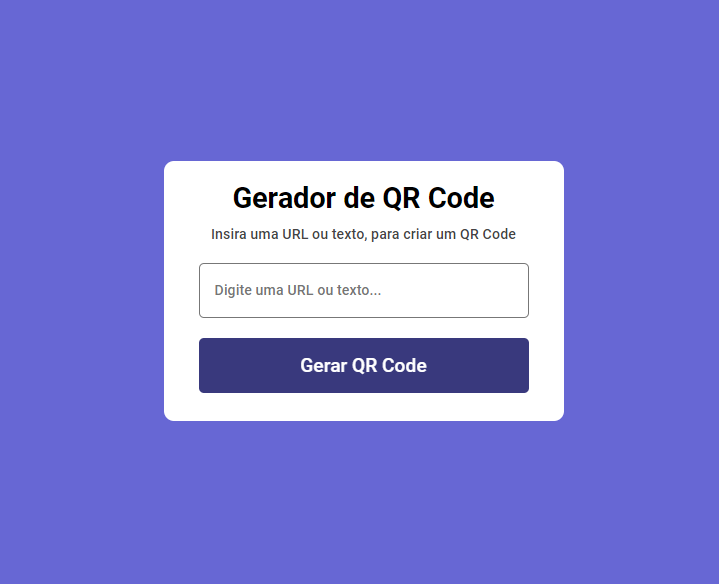 Gerador de QR Code
Insira uma URL ou texto, para criar um QR Code
Digite uma URL ou texto...
Gerar QR Code